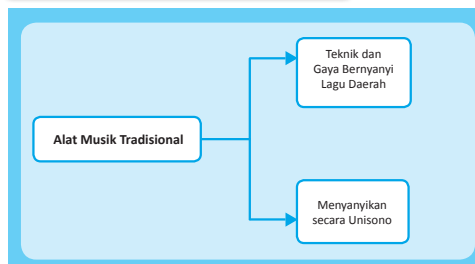 Teknik dan
Gaya Bernyanyi
Lagu Daerah
Alat Musik Tradisional
Menyanyikan
secara Unisono